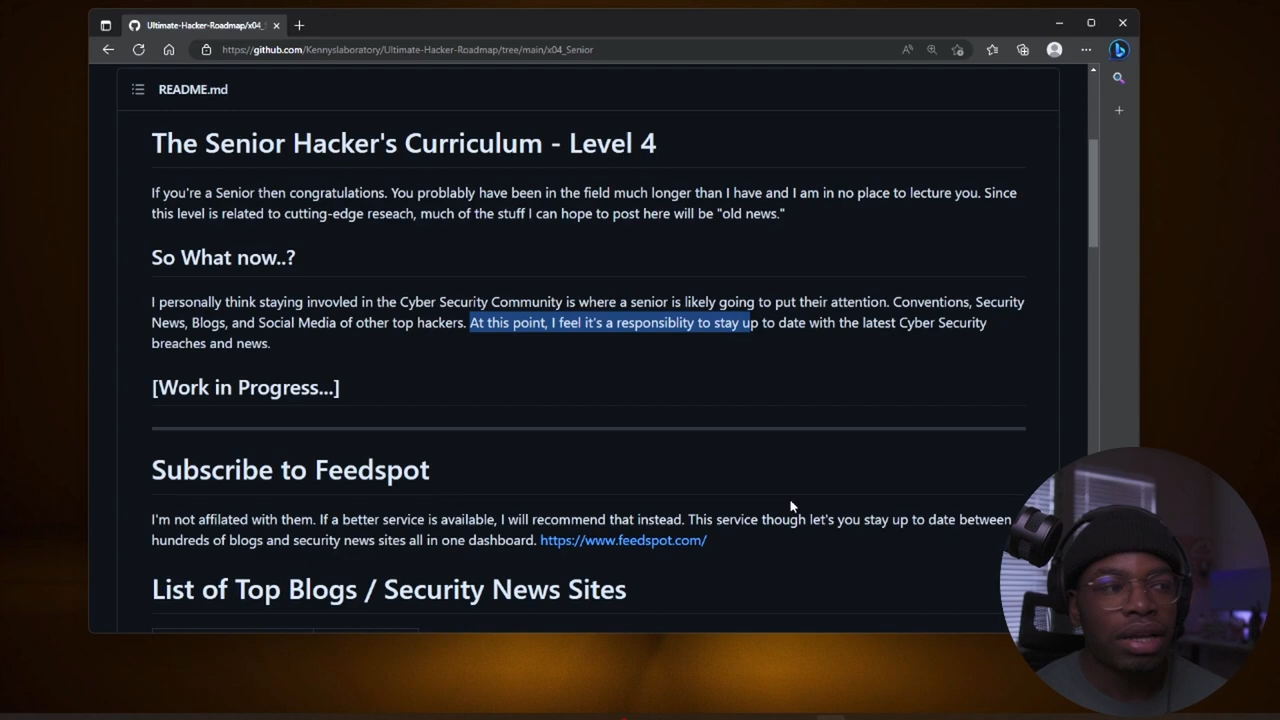 Ultimate-Hacker-Roadmap/x04_
https://github.com/Kennyslaboratory/Ultimate-Hacker-Roadmap/tree/main/x04_Senior
README.md
The Senior Hacker's Curriculum - Level 4
If you're a Senior then congratulations. You problably have been in the field much longer than I have and I am in no place to lecture you. Since
this level is related to cutting-edge reseach, much of the stuff I can hope to post here will be "old news."
So What now..?
I personally think staying invovled in the Cyber Security Community is where a senior is likely going to put their attention. Conventions, Security
News, Blogs, and Social Media of other top hackers. At this point, I feel it's a responsiblity to stay up to date with the latest Cyber Security
breaches and news.
[Work in Progress...]
Subscribe to Feedspot
I'm not affilated with them. If a better service is available, I will recommend that instead. This service though let's you stay up to date between
hundreds of blogs and security news sites all in one dashboard. https://www.feedspot.com/
List of Top Blogs / Security News Sites